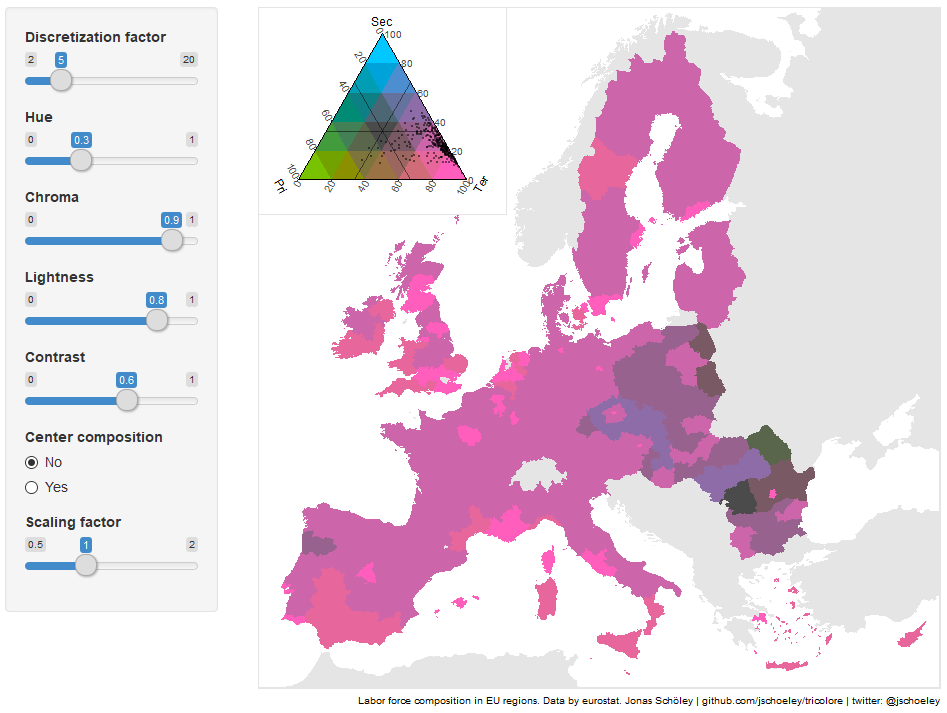 Discretization factor
2 5 20
Hue
0 0.3 1
Chroma
0 0.9 1
Lightness
0 0.8 1
Contrast
0 0.6 1
Center composition
No
Yes
Scaling factor
0.5 1 2
Sec
100
20 80
40 60
60 40
80 20
100 0
Pri
Ter
0 20 40 60 80 100
Labor force composition in EU regions. Data by eurostat. Jonas Schöley | github.com/jschoeley/tricolore | twitter: @jschoeley